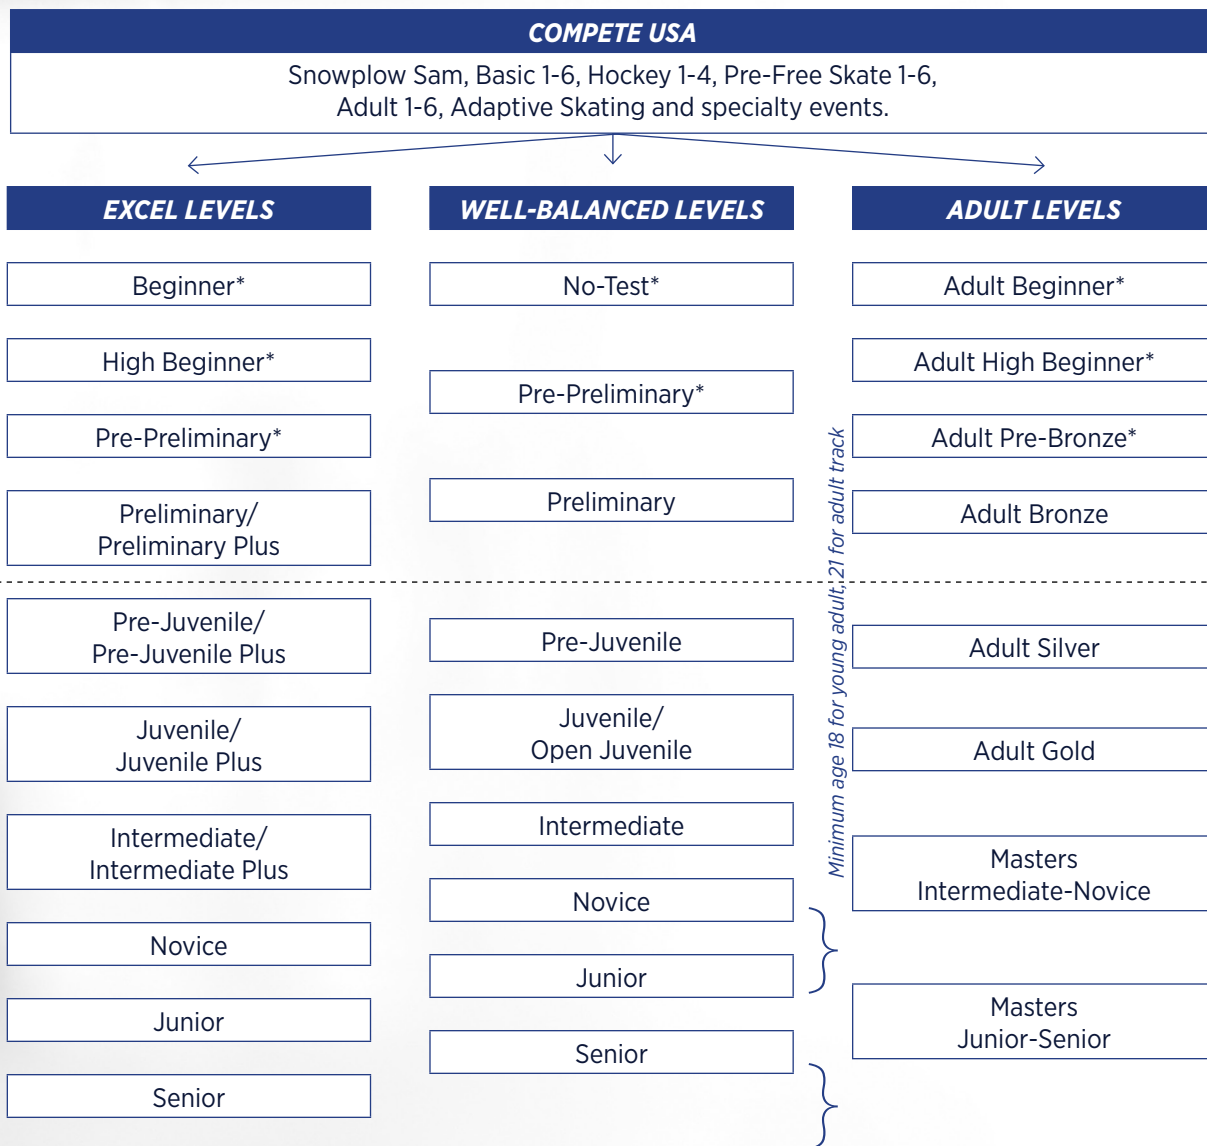 COMPETE USA
Snowplow Sam, Basic 1-6, Hockey 1-4, Pre-Free Skate 1-6,
Adult 1-6, Adaptive Skating and specialty events.
EXCEL LEVELS
Beginner*
High Beginner*
Pre-Preliminary*
Preliminary/
Preliminary Plus
Pre-Juvenile/
Pre-Juvenile Plus
Juvenile/
Juvenile Plus
Intermediate/
Intermediate Plus
Novice
Junior
Senior
WELL-BALANCED LEVELS
No-Test*
Pre-Preliminary*
Preliminary
Pre-Juvenile
Juvenile/
Open Juvenile
Intermediate
Novice
Junior
Senior
Minimum age 18 for young adult, 21 for adult track
ADULT LEVELS
Adult Beginner*
Adult High Beginner*
Adult Pre-Bronze*
Adult Bronze
Adult Silver
Adult Gold
Masters
Intermediate-Novice
Masters
Junior-Senior